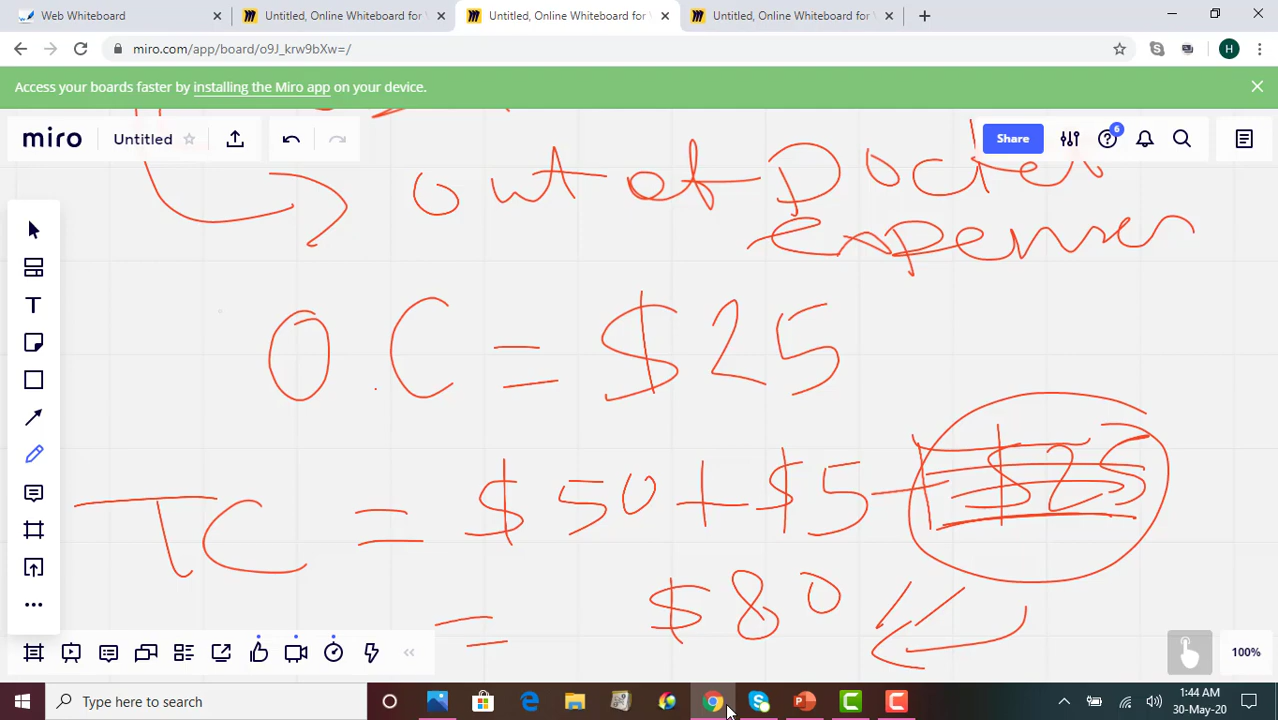 Web Whiteboard
Untitled, Online Whiteboard for V
Untitled, Online Whiteboard for V
Untitled, Online Whiteboard for V
miro.com/app/board/o9J_krw9bXw=/
H
Access your boards faster by installing the Miro app on your device.
miro
Untitled
Share
6
out of Pocket
expenses
O.C = $25
TC = $50 + $5 + $25
= $80
100%
Type here to search
1:44 AM
30-May-20